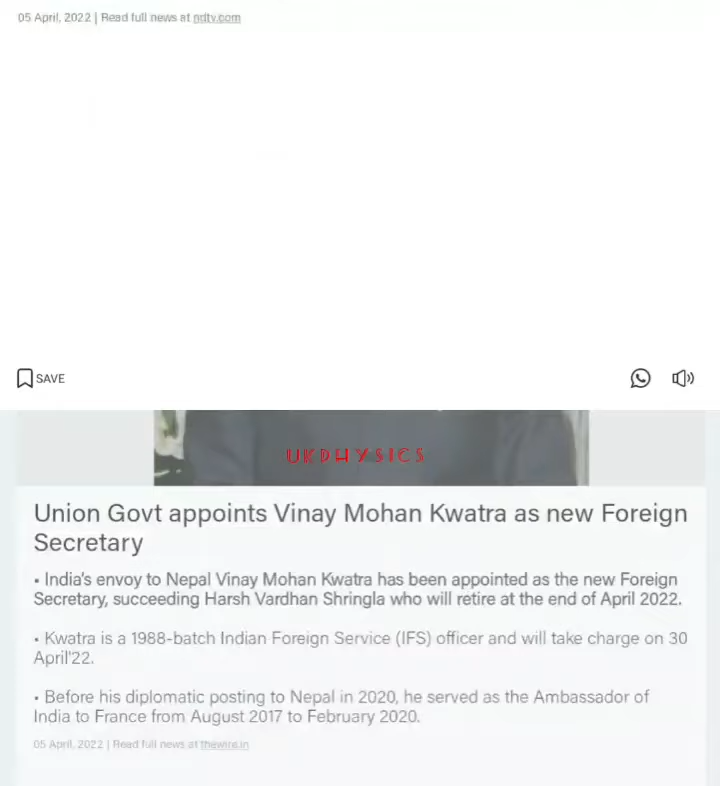 05 April, 2022 | Read full news at ndtv.com
SAVE
UKPHYSICS
Union Govt appoints Vinay Mohan Kwatra as new Foreign
Secretary
• India's envoy to Nepal Vinay Mohan Kwatra has been appointed as the new Foreign
Secretary, succeeding Harsh Vardhan Shringla who will retire at the end of April 2022.
• Kwatra is a 1988-batch Indian Foreign Service (IFS) officer and will take charge on 30
April'22.
• Before his diplomatic posting to Nepal in 2020, he served as the Ambassador of
India to France from August 2017 to February 2020.
05 April, 2022 | Read full news at thewire.in